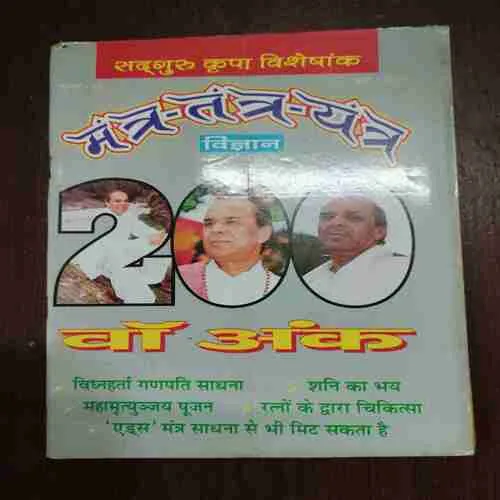 सद्गुरु कृपा विशेषांक
मंत्र-तंत्र-यंत्र
विज्ञान
200
वाँ अंक
विघ्नहर्ता गणपति साधना शनि का भय
महामृत्युञ्जय पूजन रत्नों के द्वारा चिकित्सा
'एड्स' मंत्र साधना से भी मिट सकता है